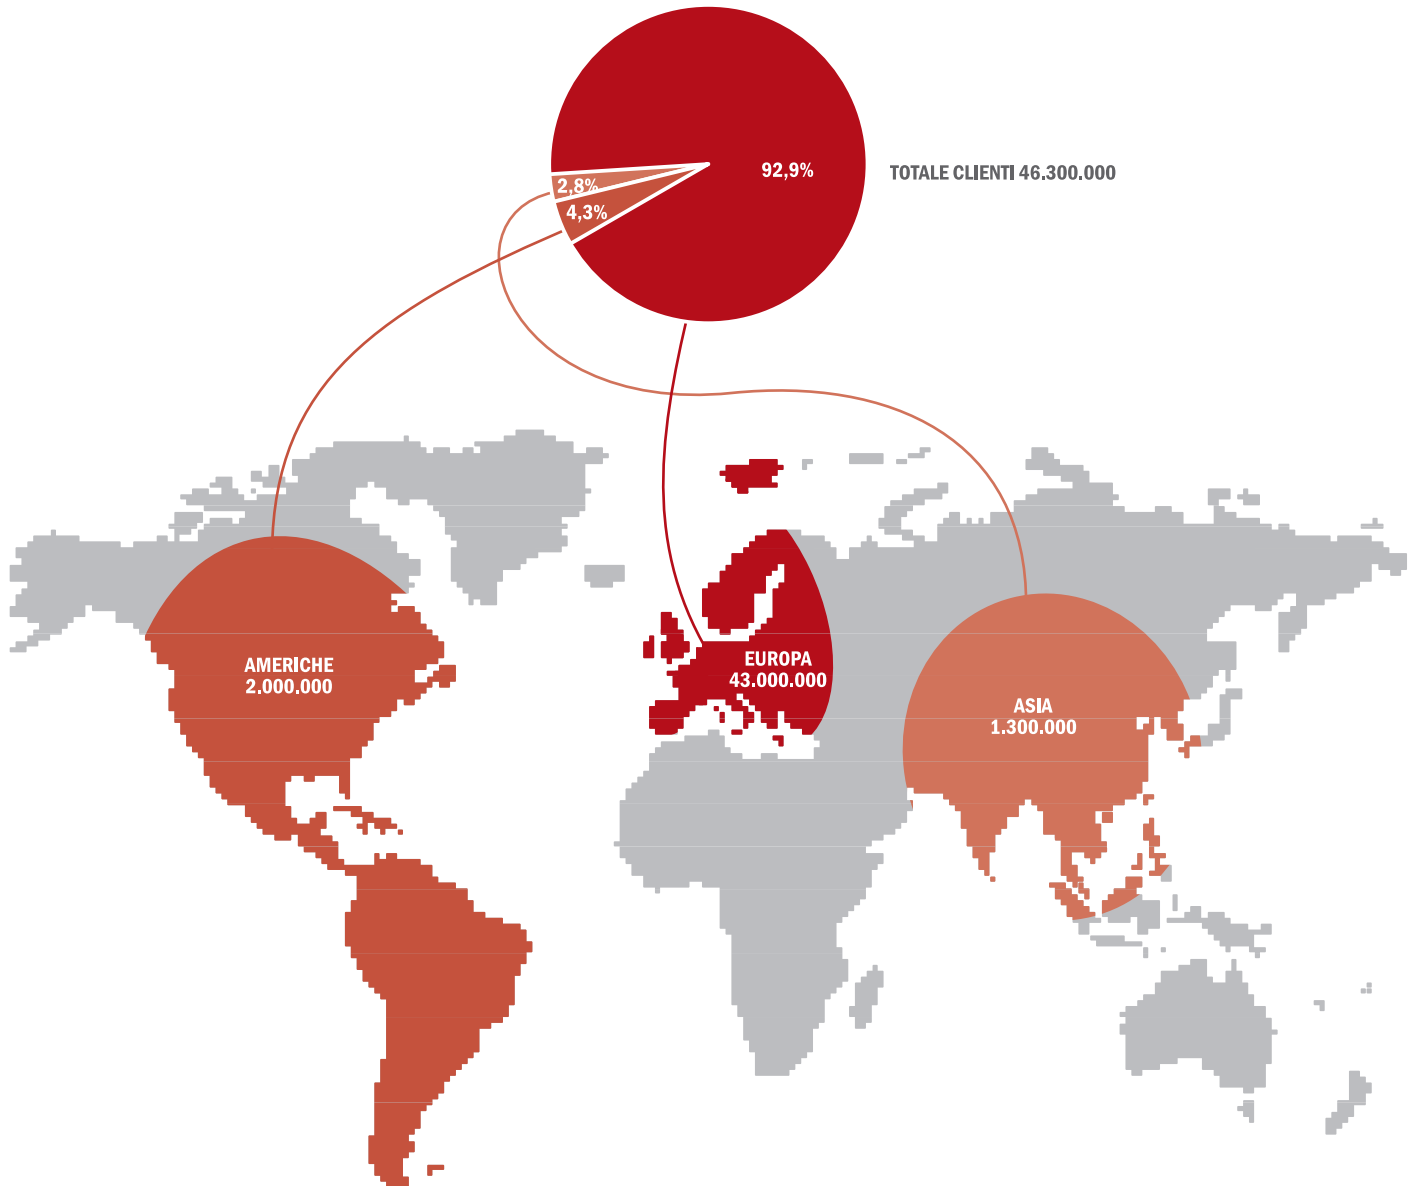 92,9%
TOTALE CLIENTI 46.300.000
2,8%
4,3%
AMERICHE
2.000.000
EUROPA
43.000.000
ASIA
1.300.000